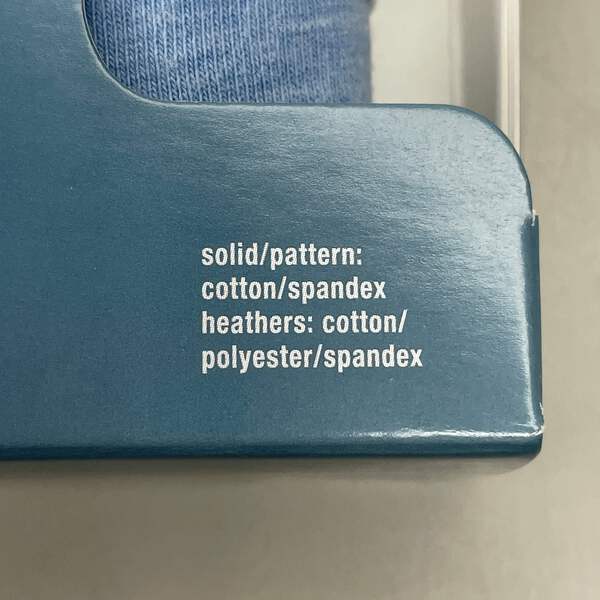 solid/pattern:
cotton/spandex
heathers: cotton/
polyester/spandex